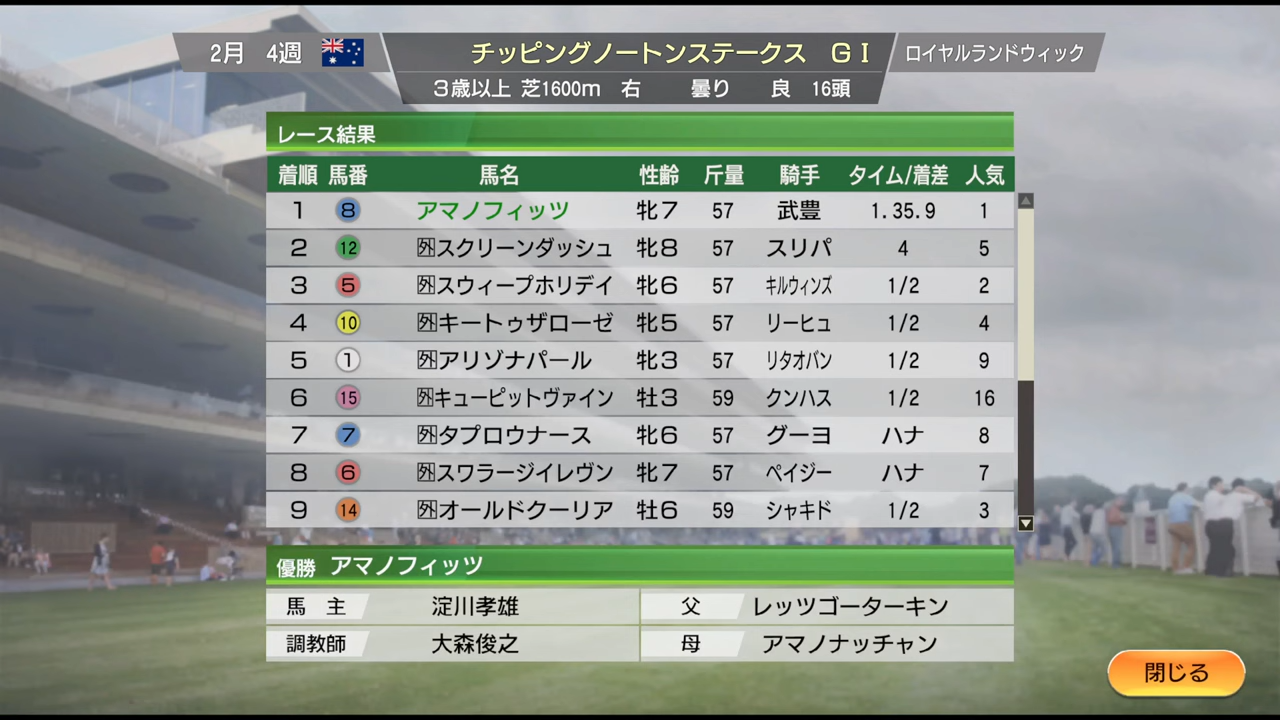 2月 4週 チッピングノートンステークス GⅠ ロイヤルランドウィック
3歳以上 芝1600m 右 曇り 良 16頭
レース結果
着順 馬番 馬名 性齢 斤量 騎手 タイム/着差 人気
1 8 アマノフィッツ 牝7 57 武豊 1.35.9 1
2 12 外スクリーンダッシュ 牝8 57 スリパ 4 5
3 5 外スウィープホリデイ 牝6 57 キルウィンズ 1/2 2
4 10 外キートゥザローゼ 牝5 57 リーヒュ 1/2 4
5 1 外アリゾナパール 牝3 57 リタオバン 1/2 9
6 15 外キューピットヴァイン 牡3 59 クンハス 1/2 16
7 7 外タプロウナース 牝6 57 グーヨ ハナ 8
8 6 外スワラージイレヴン 牝7 57 ペイジー ハナ 7
9 14 外オールドクーリア 牡6 59 シャキド 1/2 3
優勝 アマノフィッツ
馬主 淀川孝雄 父 レッツゴーターキン
調教師 大森俊之 母 アマノナッチャン
閉じる